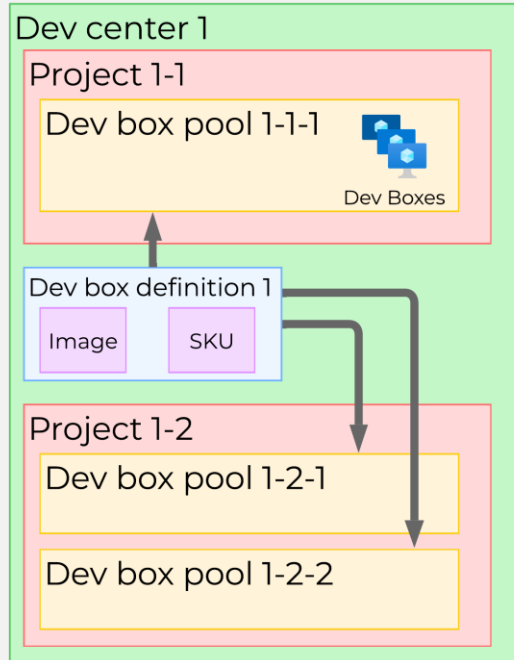 Dev center 1
Project 1-1
Dev box pool 1-1-1
Dev Boxes
Dev box definition 1
Image
SKU
Project 1-2
Dev box pool 1-2-1
Dev box pool 1-2-2